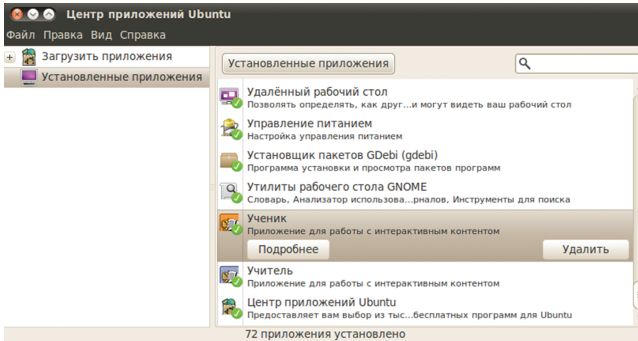 Центр приложений Ubuntu
Файл Правка Вид Справка
Загрузить приложения
Установленные приложения
Установленные приложения
Удалённый рабочий стол
Позволять определять, как друг...и могут видеть ваш рабочий стол
Управление питанием
Настройка управления питанием
Установщик пакетов GDebi (gdebi)
Программа установки и просмотра пакетов программ
Утилиты рабочего стола GNOME
Словарь, Анализатор использова...рналов, Инструменты для поиска
Ученик
Приложение для работы с интерактивным контентом
Подробнее Удалить
Учитель
Приложение для работы с интерактивным контентом
Центр приложений Ubuntu
Предоставляет вам выбор из тыс...бесплатных программ для Ubuntu
72 приложения установлено